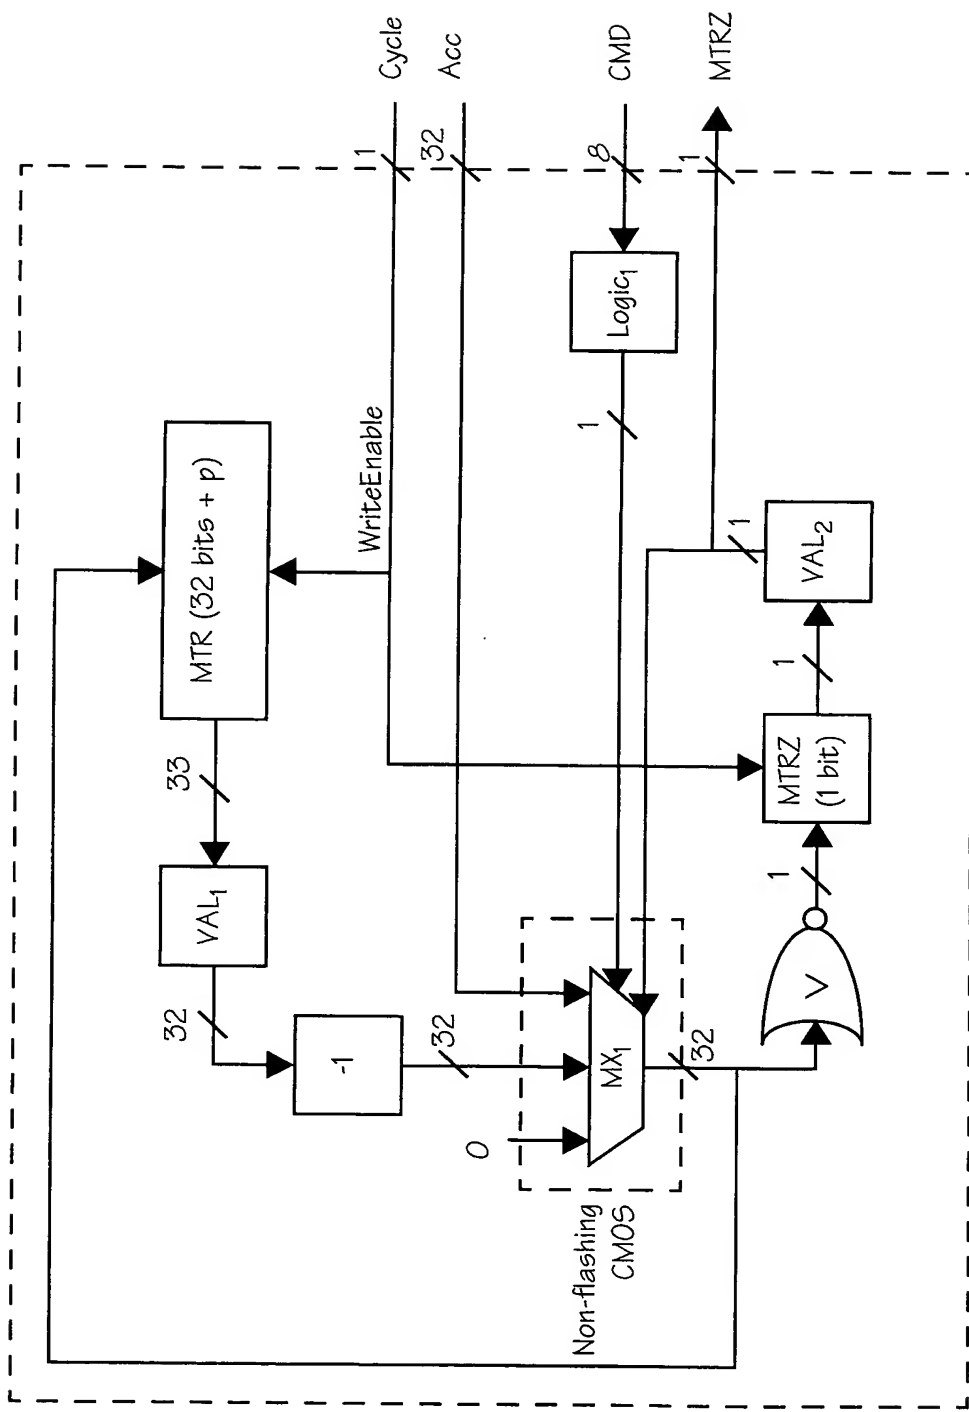 Cycle
Acc
CMD
MTRZ
1
32
8
1
WriteEnable
MTR (32 bits + p)
Logic1
1
33
VAL1
32
-1
32
0
MX1
32
Non-flashing
CMOS
V
1
MTRZ
(1 bit)
1
VAL2
1